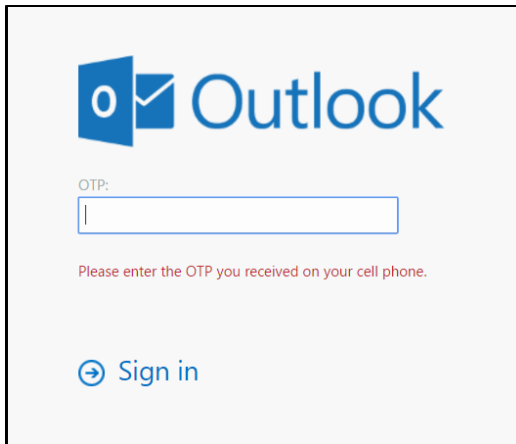 Outlook
OTP:
Please enter the OTP you received on your cell phone.
Sign in